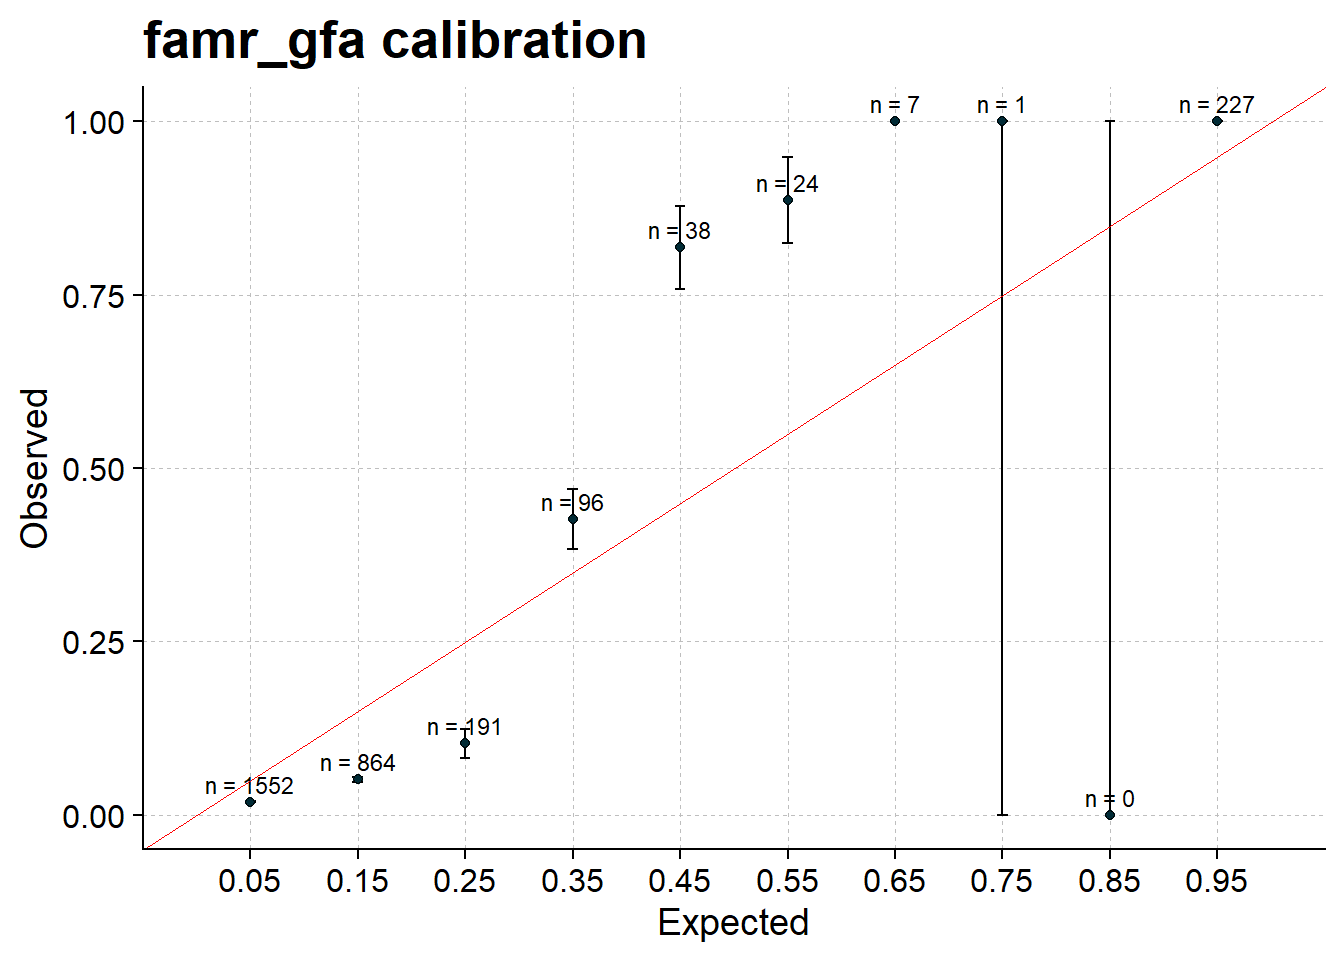 famr_gfa calibration
n = 7
n = 1
n = 227
1.00
n = 24
n = 38
0.75
Observed
0.50
n = 96
0.25
n = 191
n = 864
n = 1552
n = 0
0.00
0.05 0.15 0.25 0.35 0.45 0.55 0.65 0.75 0.85 0.95
Expected